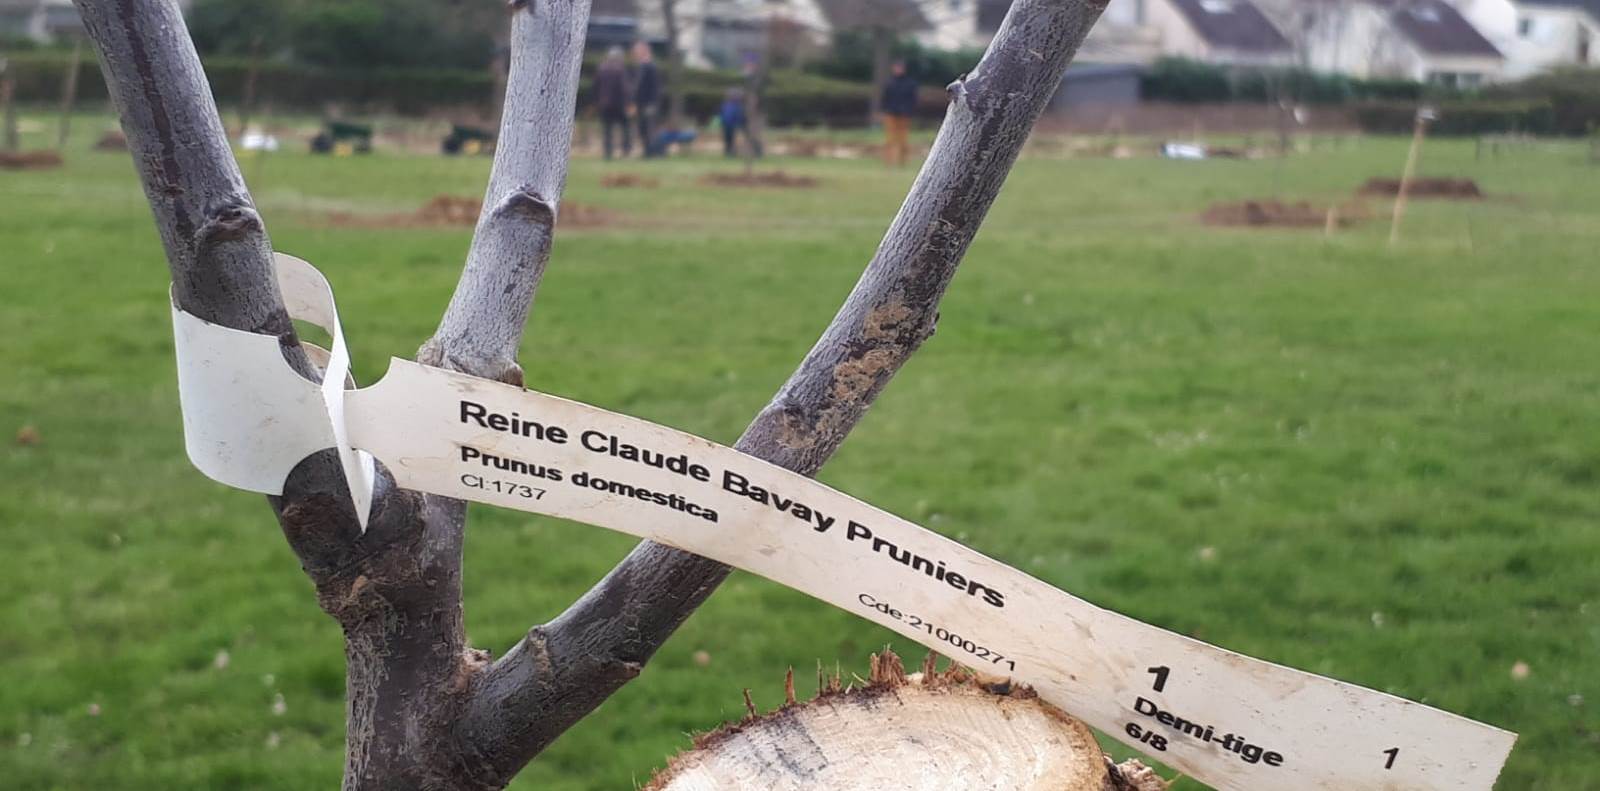 Reine Claude Bavay Pruniers
Prunus domestica
Cl:1737
Cde:21000271
1
Demi-tige
6/8
1